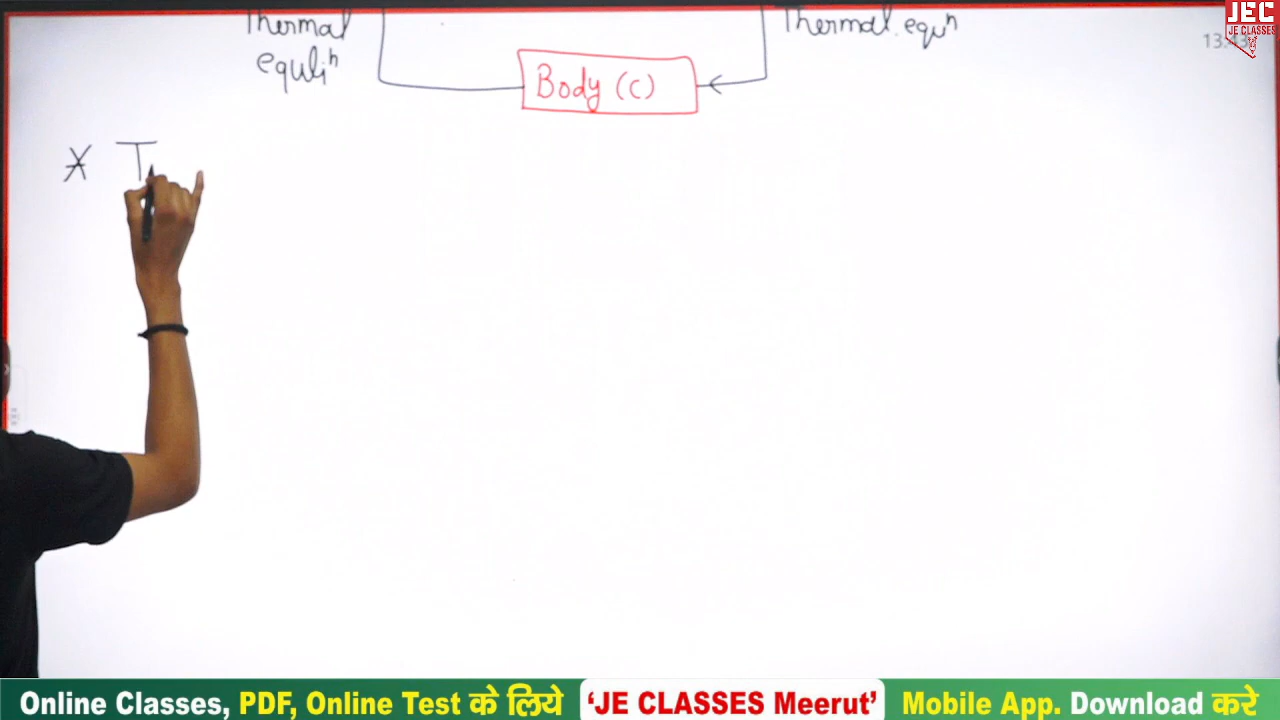 Thermal
equliⁿ
Thermal. equⁿ
Body (C)
* T
JEC
JE CLASSES
Online Classes, PDF, Online Test के लिये 'JE CLASSES Meerut' Mobile App. Download करे